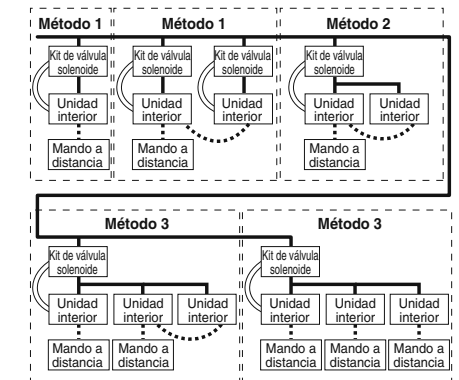 Método 1
Método 1
Método 2
Kit de válvula
solenoide
Kit de válvula
solenoide
Kit de válvula
solenoide
Kit de válvula
solenoide
Unidad
interior
Unidad
interior
Unidad
interior
Unidad
interior
Unidad
interior
Mando a
distancia
Mando a
distancia
Mando a
distancia
Método 3
Método 3
Kit de válvula
solenoide
Kit de válvula
solenoide
Unidad
interior
Unidad
interior
Unidad
interior
Unidad
interior
Unidad
interior
Unidad
interior
Mando a
distancia
Mando a
distancia
Mando a
distancia
Mando a
distancia
Mando a
distancia